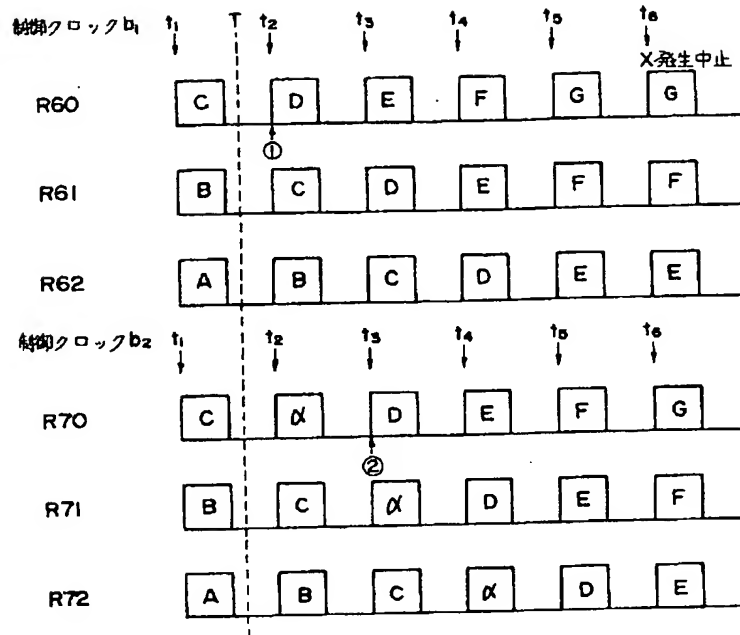 制御クロックb₁ t₁ T t₂ t₃ t₄ t₅ t₆
X発生中止
R60 C D E F G G
①
R61 B C D E F F
R62 A B C D E E
制御クロックb₂ t₁ t₂ t₃ t₄ t₅ t₆
R70 C α D E F G
②
R71 B C α D E F
R72 A B C α D E